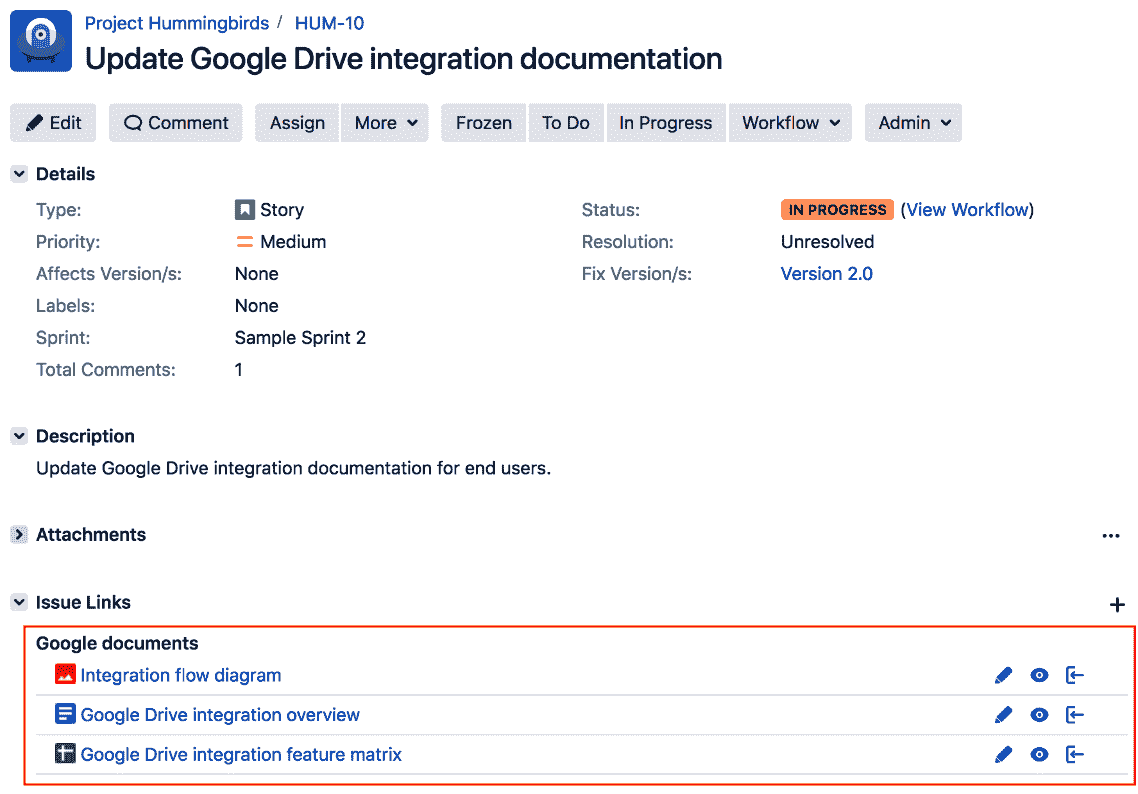 Project Hummingbirds / HUM-10
Update Google Drive integration documentation
Edit Comment Assign More Frozen To Do In Progress Workflow Admin
Details
Type: Story Status: IN PROGRESS (View Workflow)
Priority: Medium Resolution: Unresolved
Affects Version/s: None Fix Version/s: Version 2.0
Labels: None
Sprint: Sample Sprint 2
Total Comments: 1
Description
Update Google Drive integration documentation for end users.
Attachments
Issue Links
Google documents
Integration flow diagram
Google Drive integration overview
Google Drive integration feature matrix